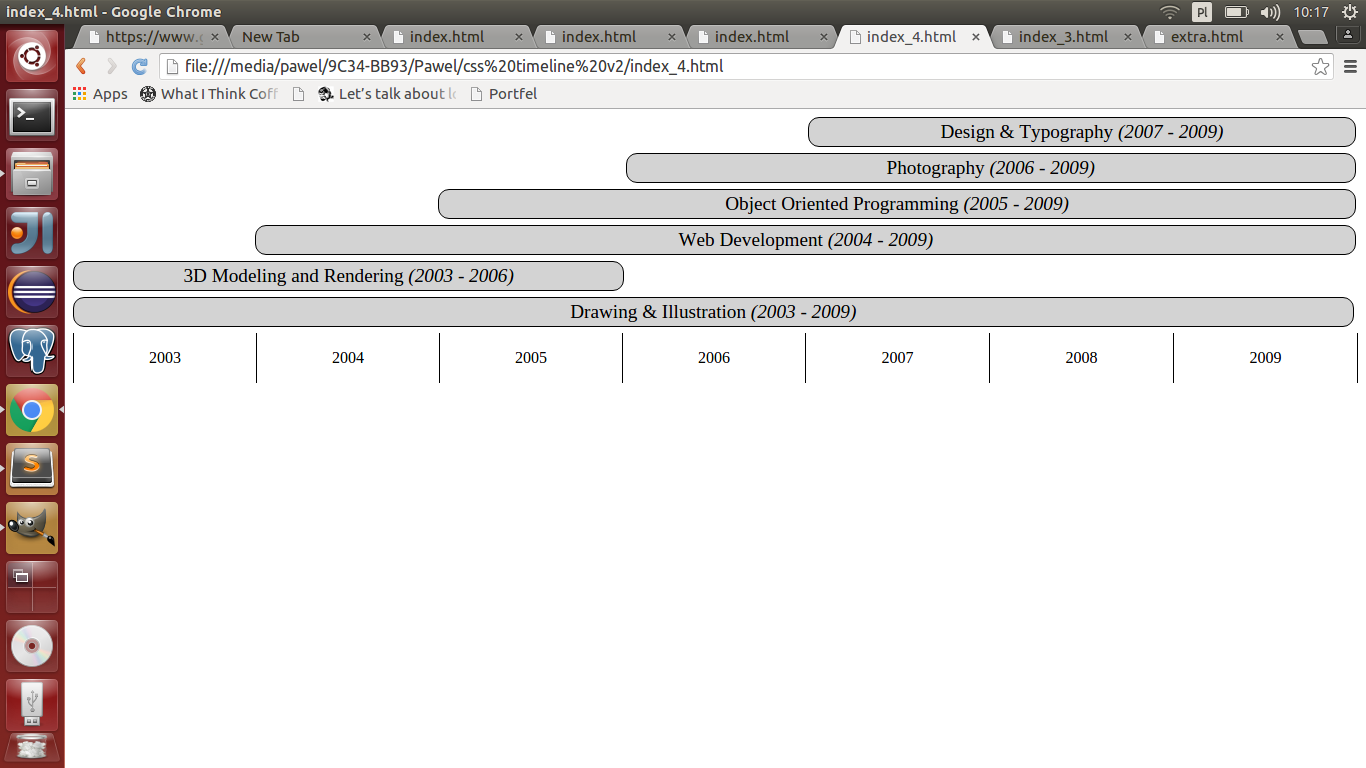 index_4.html - Google Chrome
Pl
10:17
https://www.g
New Tab
index.html
index.html
index.html
index_4.html
index_3.html
extra.html
file:///media/pawel/9C34-BB93/Pawel/css%20timeline%20v2/index_4.html
Apps
What I Think Coff
Let's talk about lo
Portfel
Design & Typography (2007 - 2009)
Photography (2006 - 2009)
Object Oriented Programming (2005 - 2009)
Web Development (2004 - 2009)
3D Modeling and Rendering (2003 - 2006)
Drawing & Illustration (2003 - 2009)
2003 2004 2005 2006 2007 2008 2009